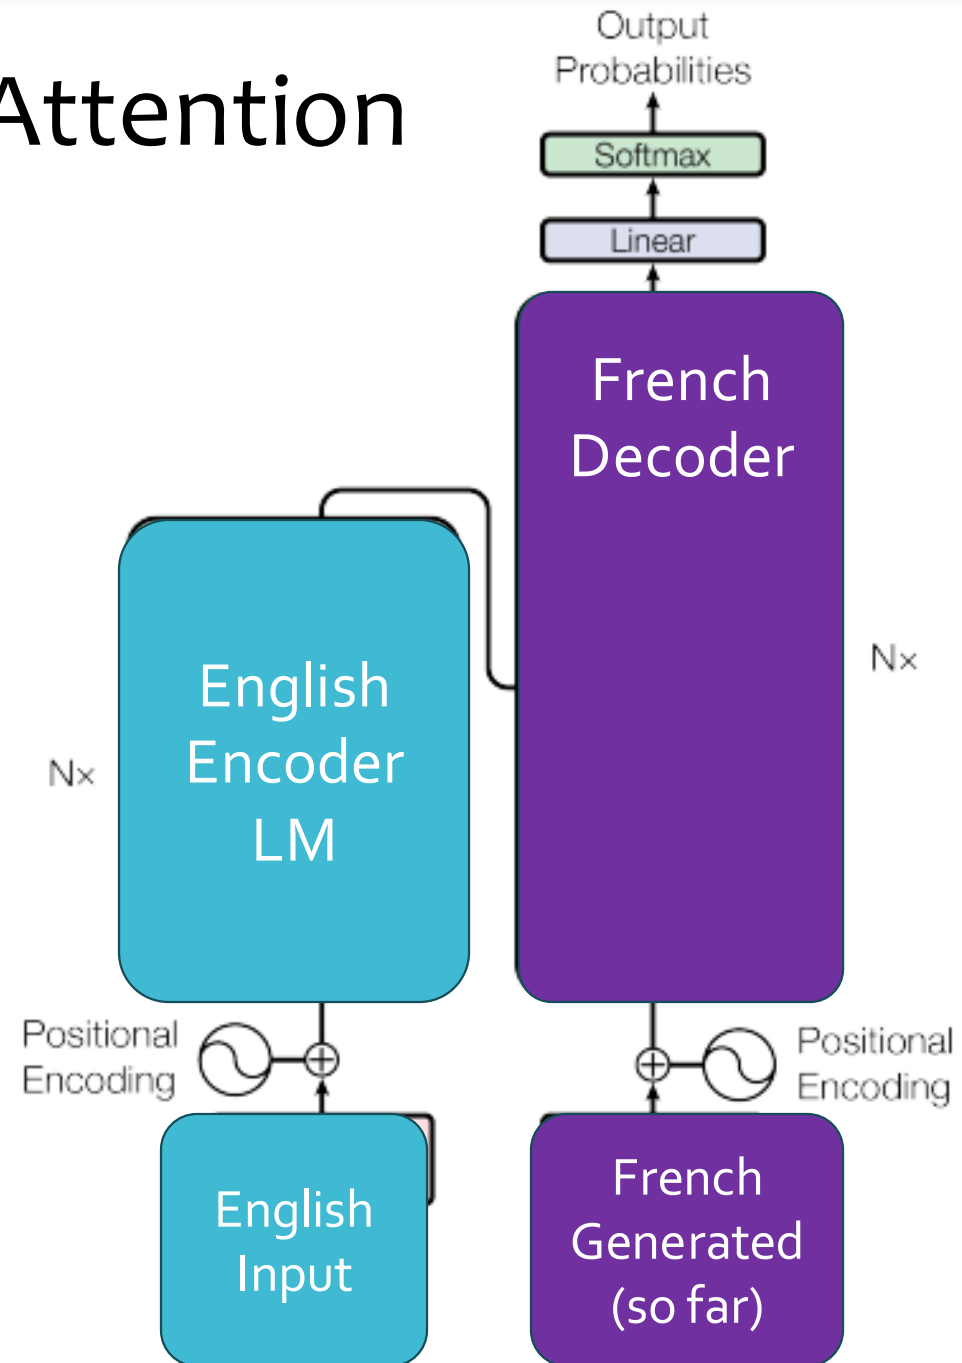 Attention
Output
Probabilities
Softmax
Linear
French
Decoder
English
Encoder
LM
Nx
Nx
Positional
Encoding
Positional
Encoding
English
Input
French
Generated
(so far)